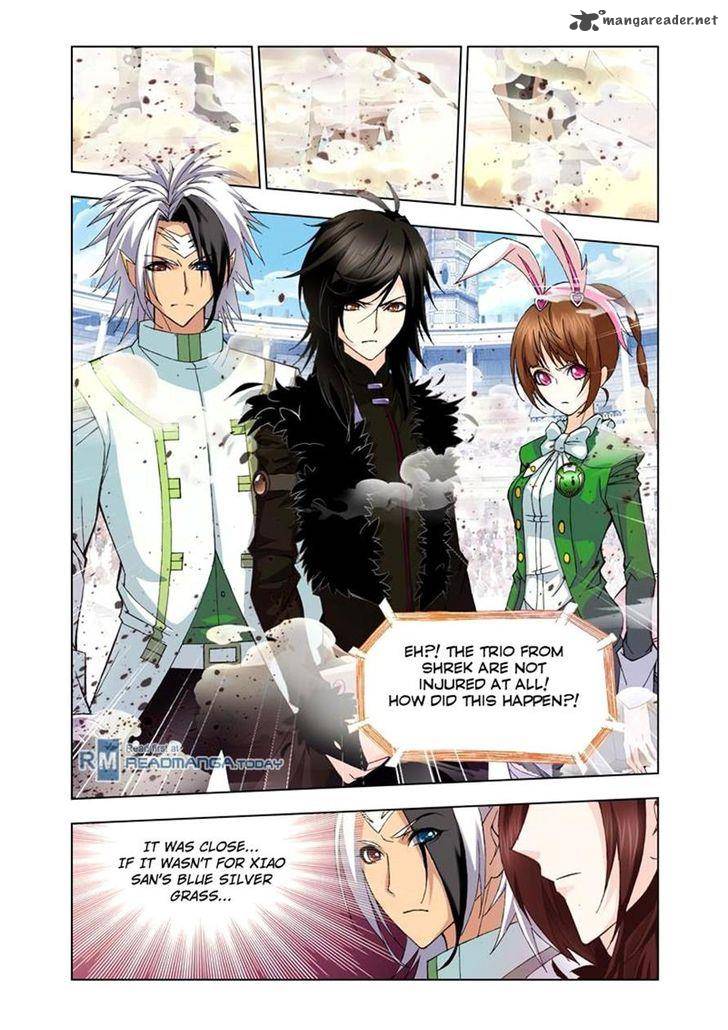 mangareader.net
EH?! THE TRIO FROM
SHREK ARE NOT
INJURED AT ALL!
HOW DID THIS HAPPEN?!
Read first at
RM READMANGA.TODAY
IT WAS CLOSE...
IF IT WASN'T FOR XIAO
SAN'S BLUE SILVER
GRASS...